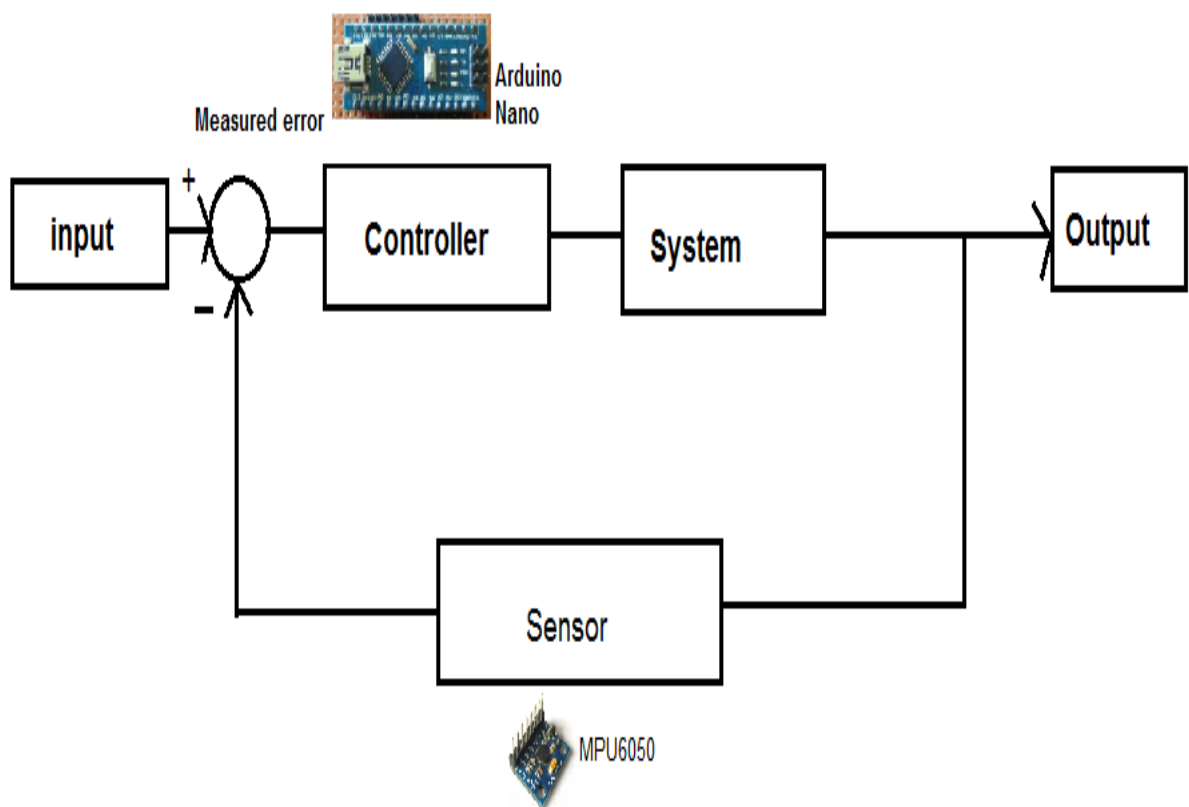 Arduino
Nano
Measured error
+
input
Controller
System
Output
–
Sensor
MPU6050